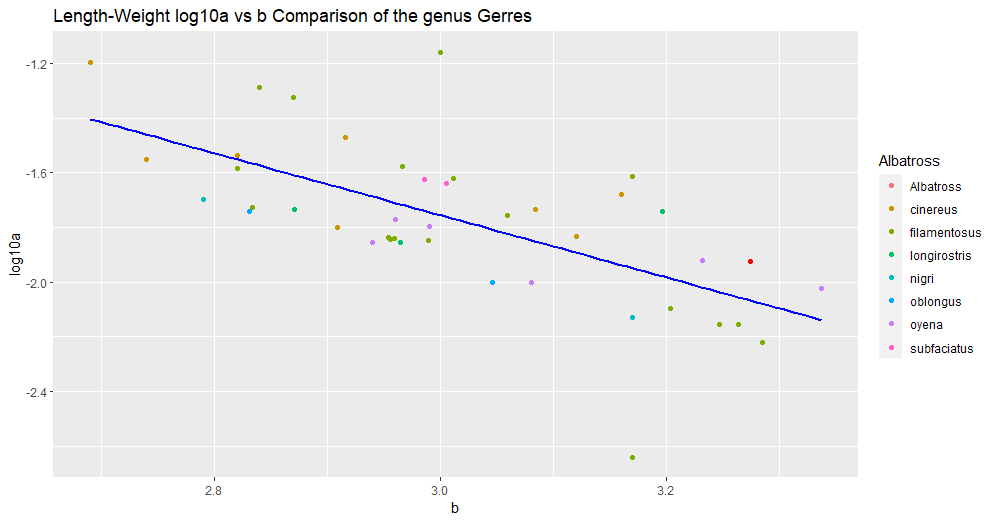 Length-Weight log10a vs b Comparison of the genus Gerres
-1.2
-1.6
-2.0
-2.4
log10a
2.8
3.0
3.2
b
Albatross
Albatross
cinereus
filamentosus
longirostris
nigri
oblongus
oyena
subfaciatus